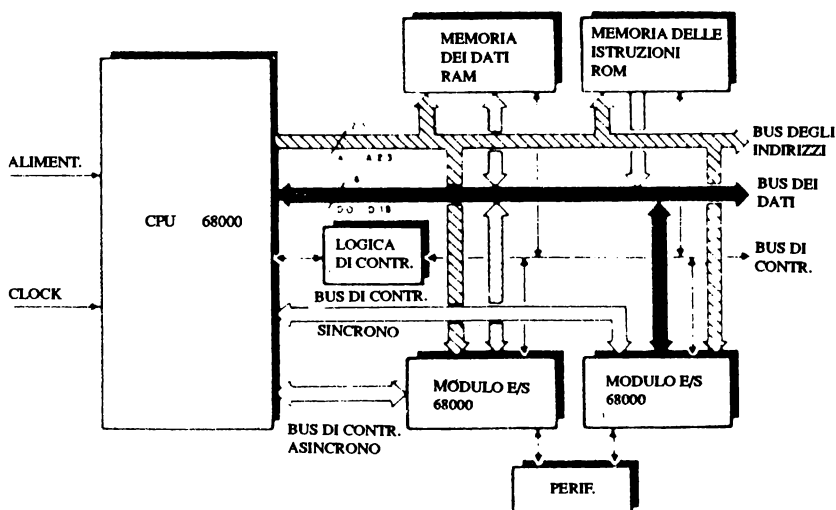 MEMORIA
DEI DATI
RAM
MEMORIA DELLE
ISTRUZIONI
ROM
BUS DEGLI
INDIRIZZI
ALIMENT.
BUS DEI
DATI
CPU 68000
LOGICA
DI CONTR.
BUS DI
CONTR.
CLOCK
BUS DI CONTR.
SINCRONO
MODULO E/S
68000
MODULO E/S
68000
BUS DI CONTR.
ASINCRONO
PERIF.